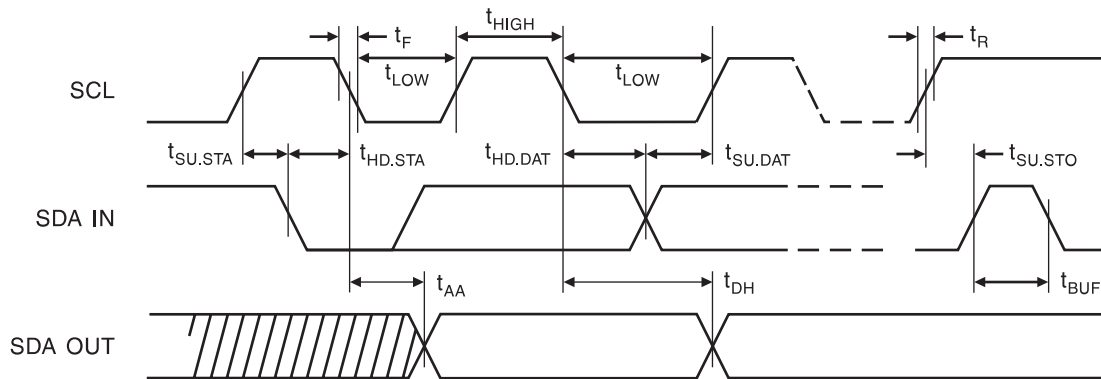 tHIGH
tF
tR
tLOW
tLOW
SCL
tSU.STA
tHD.STA
tHD.DAT
tSU.DAT
tSU.STO
SDA IN
tAA
tDH
tBUF
SDA OUT